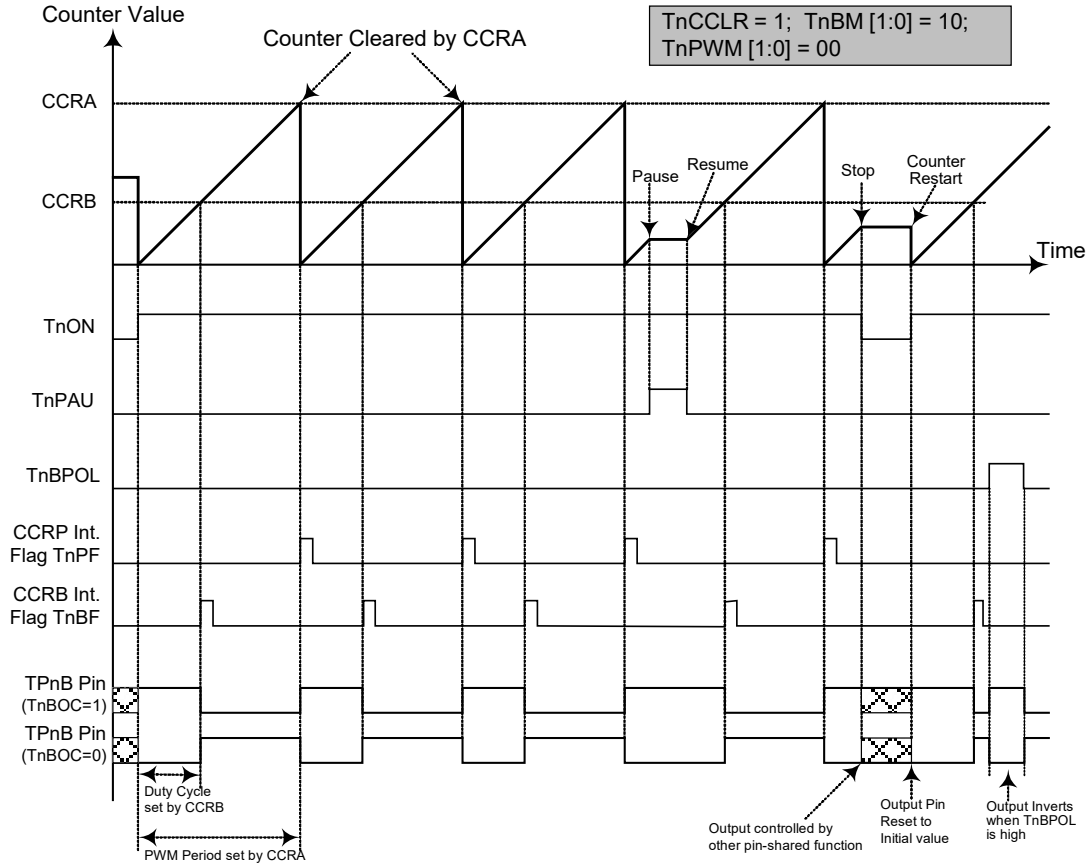 Counter Value
TnCCLR = 1; TnBM [1:0] = 10;
TnPWM [1:0] = 00
Counter Cleared by CCRA
CCRA
Pause
Resume
Stop
Counter
Restart
CCRB
Time
TnON
TnPAU
TnBPOL
CCRP Int.
Flag TnPF
CCRB Int.
Flag TnBF
TPnB Pin
(TnBOC=1)
TPnB Pin
(TnBOC=0)
Duty Cycle
set by CCRB
PWM Period set by CCRA
Output controlled by
other pin-shared function
Output Pin
Reset to
Initial value
Output Inverts
when TnBPOL
is high